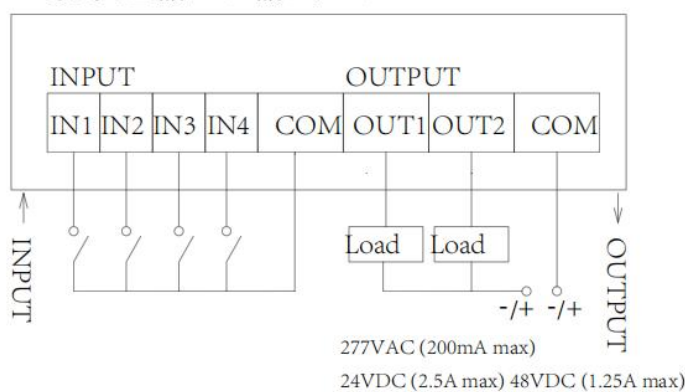 INPUT OUTPUT
IN1 IN2 IN3 IN4 COM OUT1 OUT2 COM
INPUT
Load Load
OUTPUT
-/+ -/+
277VAC (200mA max)
24VDC (2.5A max) 48VDC (1.25A max)